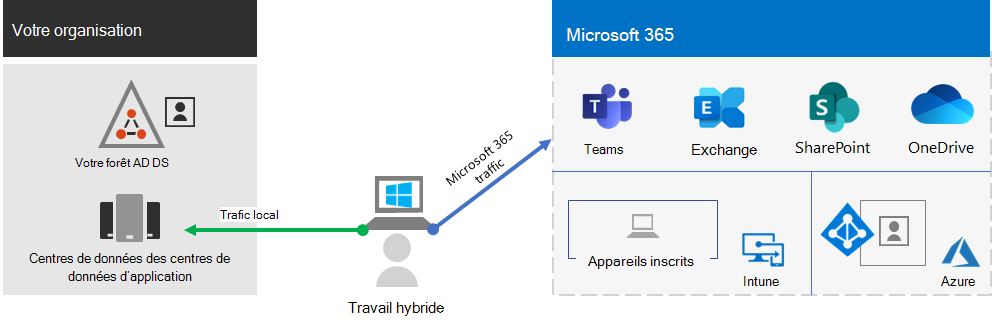 Votre organisation
Votre forêt AD DS
Centres de données des centres de
données d'application
Trafic local
Microsoft 365
traffic
Travail hybride
Microsoft 365
Teams
Exchange
SharePoint
OneDrive
Appareils inscrits
Intune
Azure